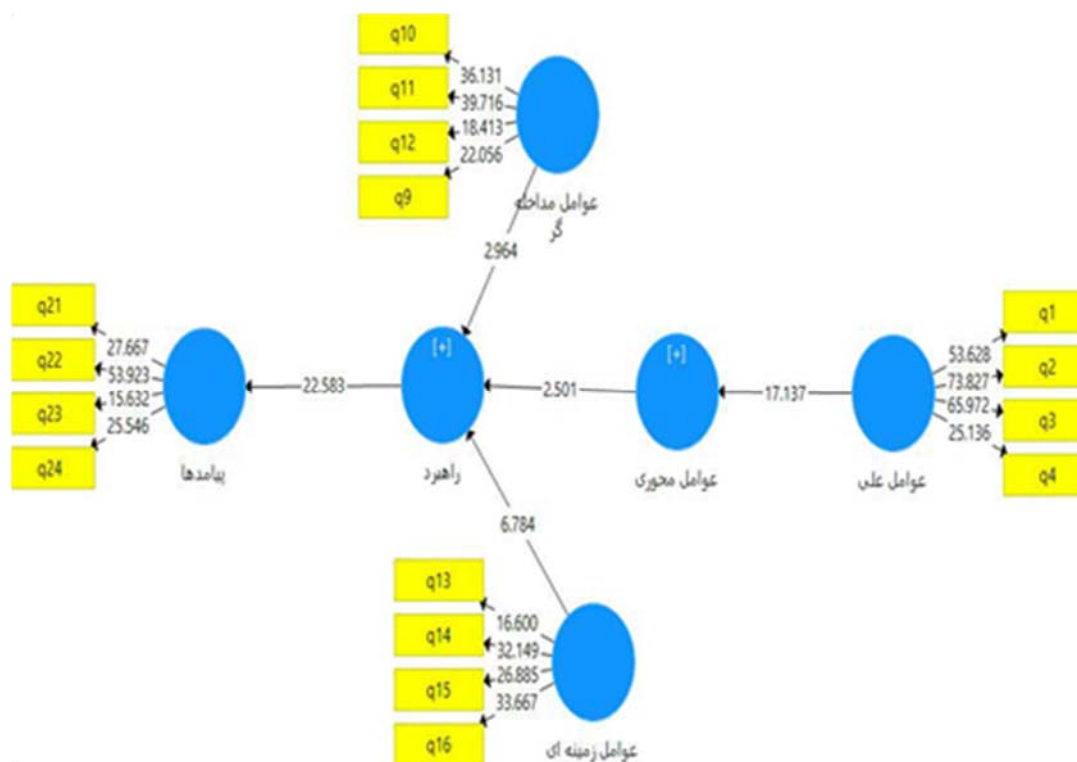 q10
q11
q12
q9
36.131
39.716
18.413
22.056
عوامل مداخله
گر
2.964
q21
q22
q23
q24
27.667
53.923
15.632
25.546
پیامدها
22.583
[+]
راهبرد
2.501
[+]
عوامل محوری
17.137
عوامل علی
53.628
73.827
65.972
25.136
q1
q2
q3
q4
6.784
q13
q14
q15
q16
16.600
32.149
26.885
33.667
عوامل زمینه ای